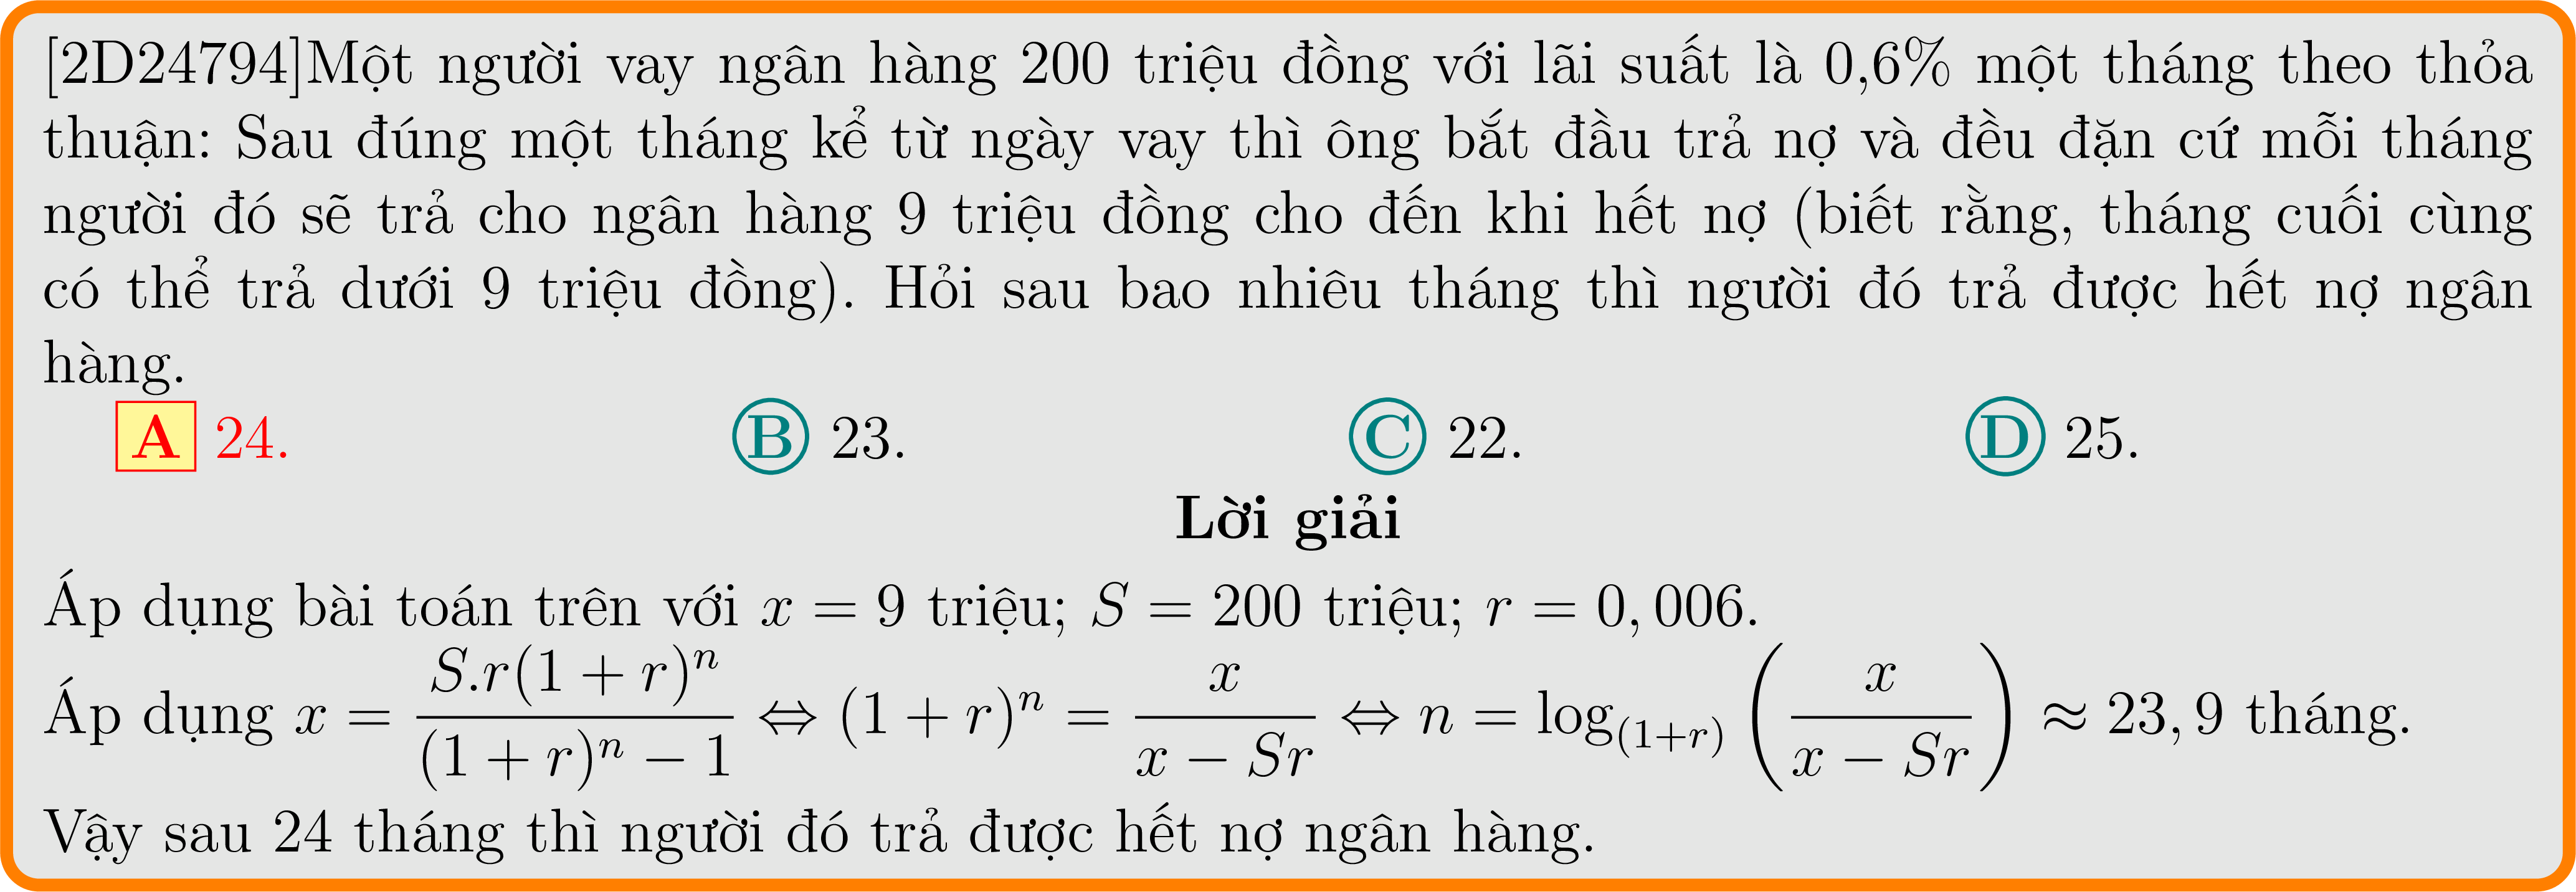 [2D24794]Một người vay ngân hàng 200 triệu đồng với lãi suất là 0,6% một tháng theo thỏa
thuận: Sau đúng một tháng kể từ ngày vay thì ông bắt đầu trả nợ và đều đặn cứ mỗi tháng
người đó sẽ trả cho ngân hàng 9 triệu đồng cho đến khi hết nợ (biết rằng, tháng cuối cùng
có thể trả dưới 9 triệu đồng). Hỏi sau bao nhiêu tháng thì người đó trả được hết nợ ngân
hàng.
A 24. B 23. C 22. D 25.
Lời giải
Áp dụng bài toán trên với x = 9 triệu; S = 200 triệu; r = 0, 006.
Áp dụng x = \frac{S.r(1 + r)^n}{(1 + r)^n − 1} ⇔ (1 + r)^n = \frac{x}{x − Sr} ⇔ n = log_{(1+r)} \left(\frac{x}{x − Sr}\right) ≈ 23, 9 tháng.
Vậy sau 24 tháng thì người đó trả được hết nợ ngân hàng.